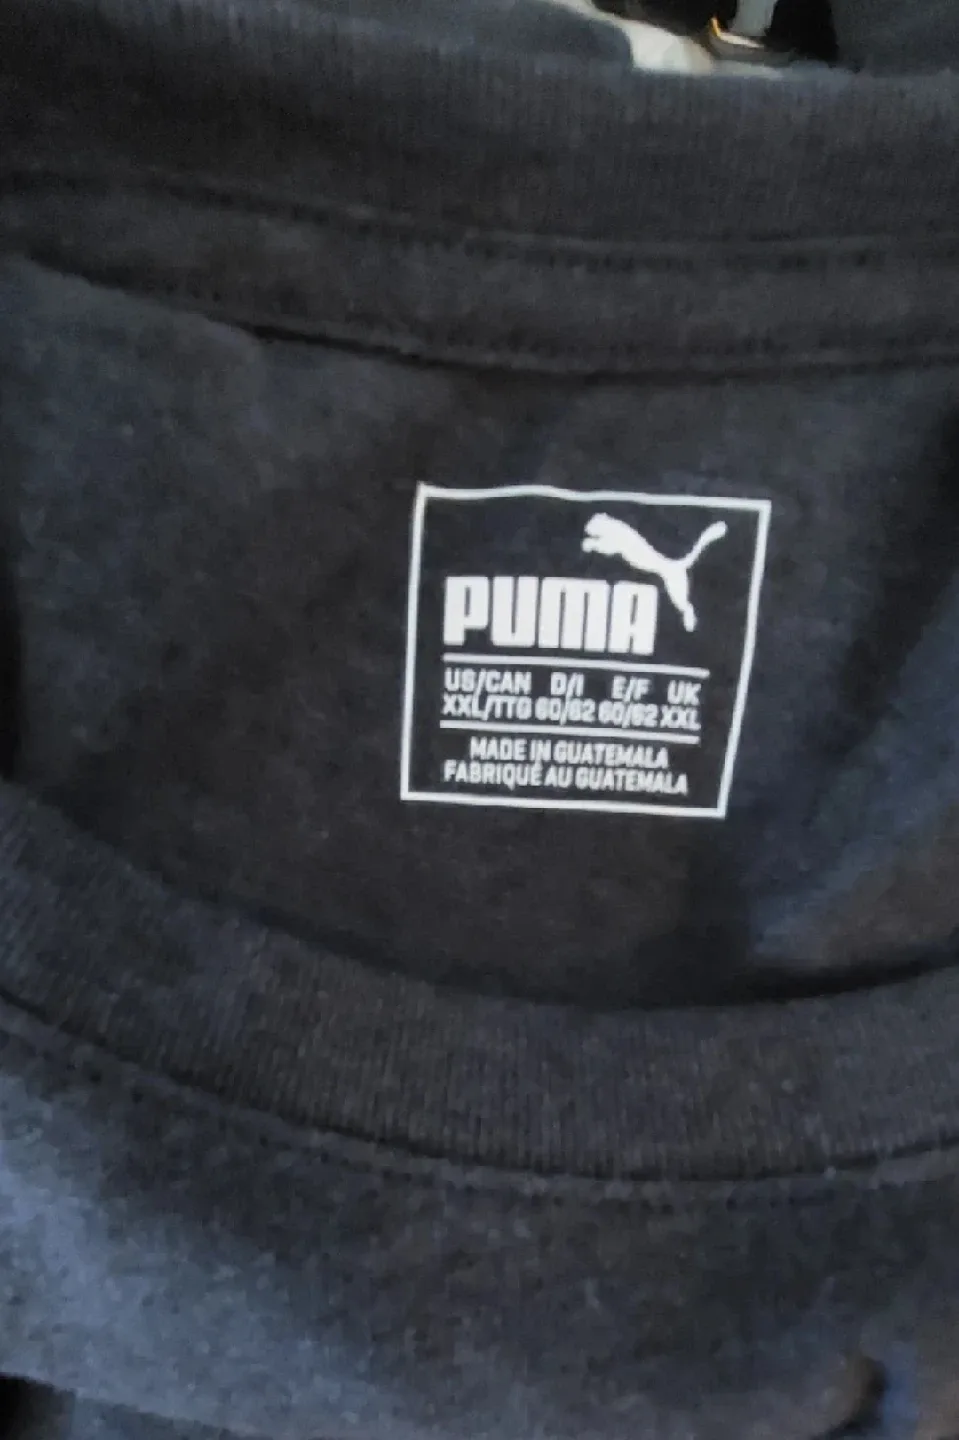 PUMA
US/CAN D/I E/F UK
XXL/TTG 60/62 60/62 XXL
MADE IN GUATEMALA
FABRIQUÉ AU GUATEMALA